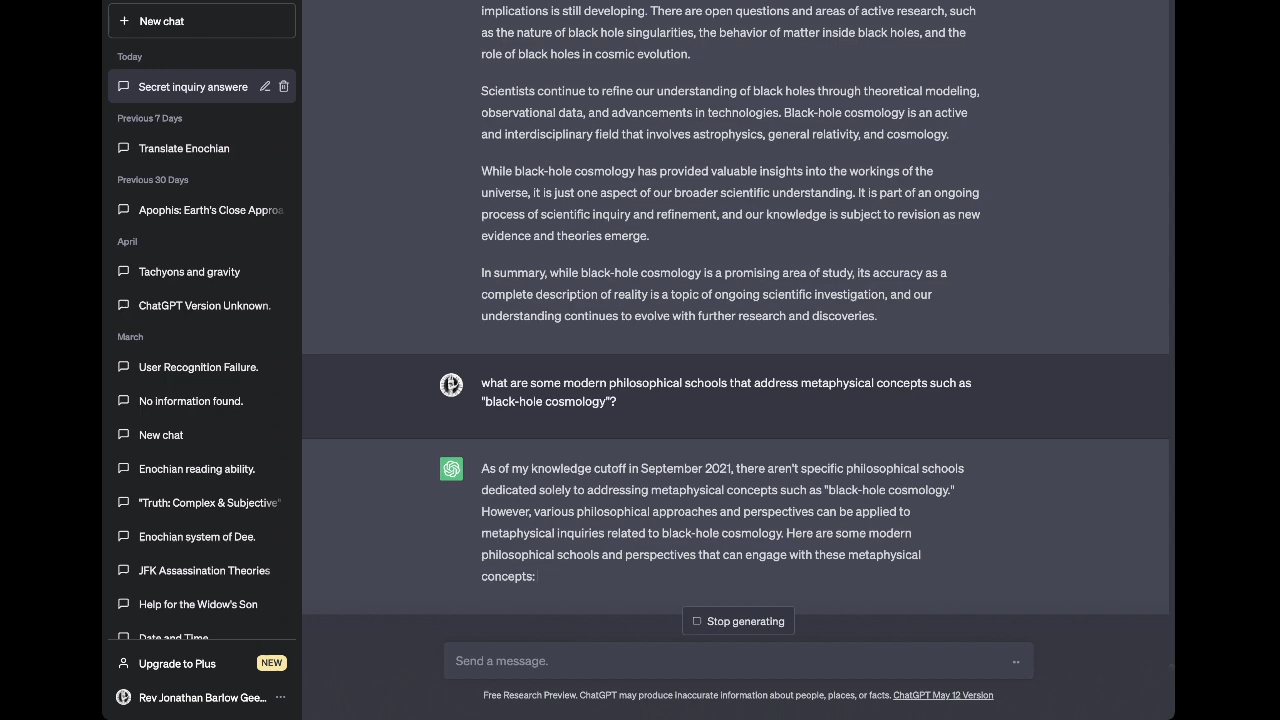 New chat
Today
Secret inquiry answere
Previous 7 Days
Translate Enochian
Previous 30 Days
Apophis: Earth's Close Approa
April
Tachyons and gravity
ChatGPT Version Unknown.
March
User Recognition Failure.
No information found.
New chat
Enochian reading ability.
"Truth: Complex & Subjective"
Enochian system of Dee.
JFK Assassination Theories
Help for the Widow's Son
Date and Time
Upgrade to Plus
NEW
Rev Jonathan Barlow Gee...
implications is still developing. There are open questions and areas of active research, such
as the nature of black hole singularities, the behavior of matter inside black holes, and the
role of black holes in cosmic evolution.
Scientists continue to refine our understanding of black holes through theoretical modeling,
observational data, and advancements in technologies. Black-hole cosmology is an active
and interdisciplinary field that involves astrophysics, general relativity, and cosmology.
While black-hole cosmology has provided valuable insights into the workings of the
universe, it is just one aspect of our broader scientific understanding. It is part of an ongoing
process of scientific inquiry and refinement, and our knowledge is subject to revision as new
evidence and theories emerge.
In summary, while black-hole cosmology is a promising area of study, its accuracy as a
complete description of reality is a topic of ongoing scientific investigation, and our
understanding continues to evolve with further research and discoveries.
what are some modern philosophical schools that address metaphysical concepts such as
"black-hole cosmology"?
As of my knowledge cutoff in September 2021, there aren't specific philosophical schools
dedicated solely to addressing metaphysical concepts such as "black-hole cosmology."
However, various philosophical approaches and perspectives can be applied to
metaphysical inquiries related to black-hole cosmology. Here are some modern
philosophical schools and perspectives that can engage with these metaphysical
concepts:
Stop generating
Send a message.
Free Research Preview. ChatGPT may produce inaccurate information about people, places, or facts. ChatGPT May 12 Version